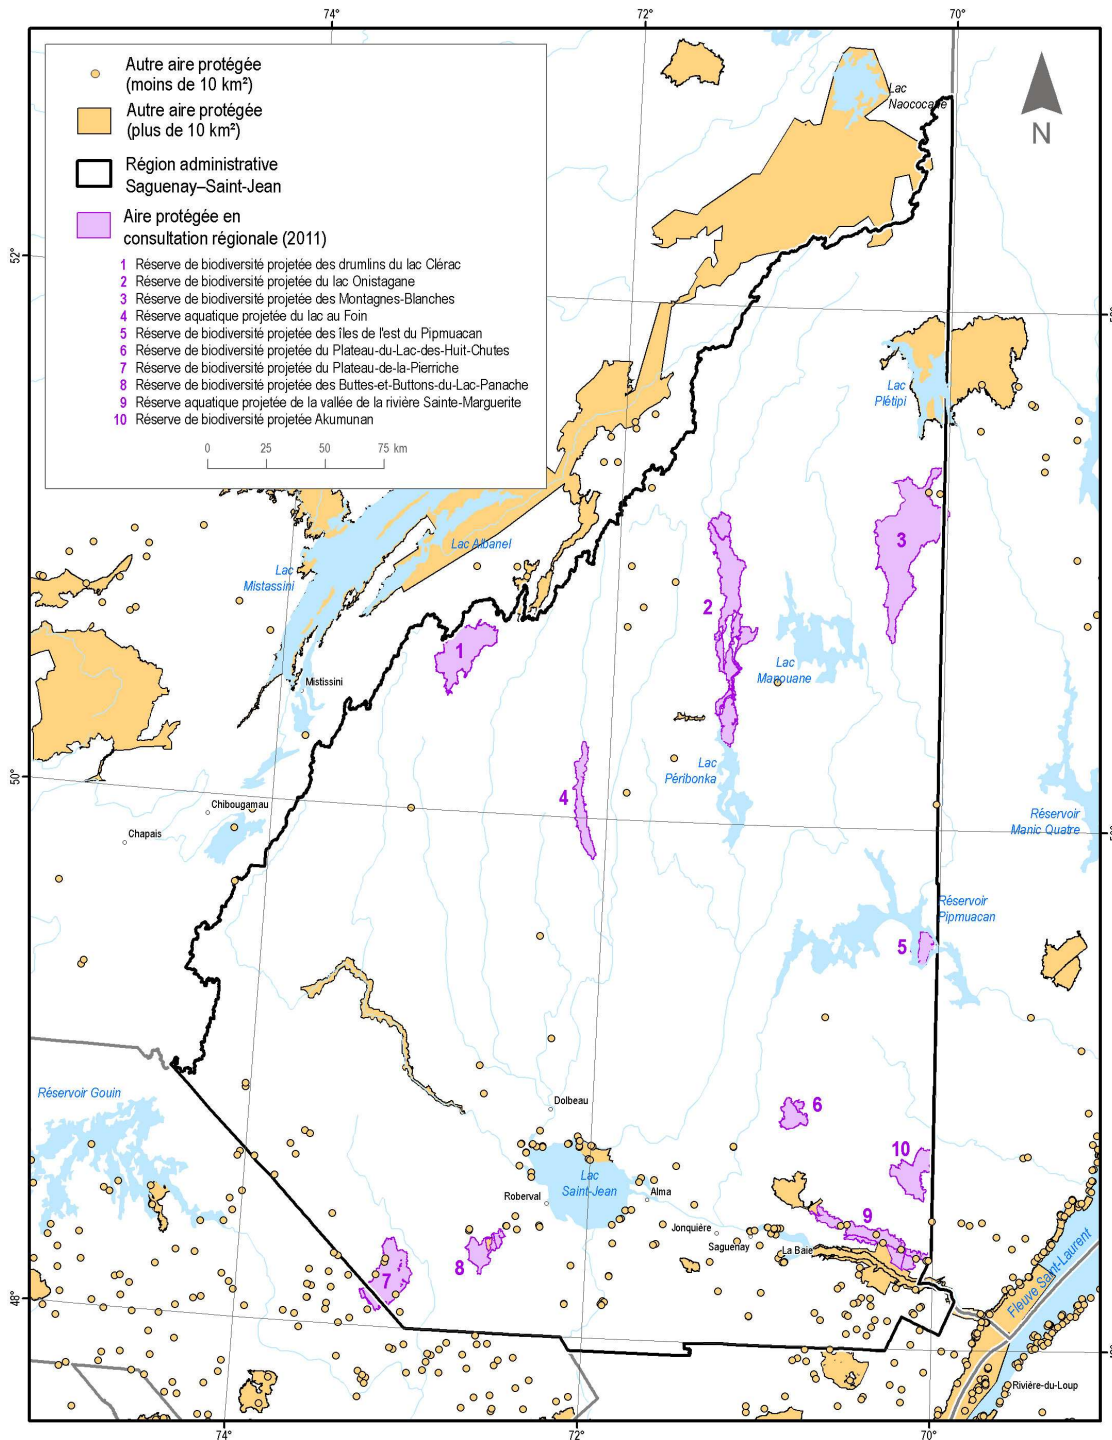 74°
72°
70°
Autre aire protégée
(moins de 10 km²)
Autre aire protégée
(plus de 10 km²)
Région administrative
Saguenay–Saint-Jean
Aire protégée en
consultation régionale (2011)
1 Réserve de biodiversité projetée des drumlins du lac Clérac
2 Réserve de biodiversité projetée du lac Onistagane
3 Réserve de biodiversité projetée des Montagnes-Blanches
4 Réserve aquatique projetée du lac au Foin
5 Réserve de biodiversité projetée des îles de l'est du Pipmuacan
6 Réserve de biodiversité projetée du Plateau-du-Lac-des-Huit-Chutes
7 Réserve de biodiversité projetée du Plateau-de-la-Pierriche
8 Réserve de biodiversité projetée des Buttes-et-Buttons-du-Lac-Panache
9 Réserve aquatique projetée de la vallée de la rivière Sainte-Marguerite
10 Réserve de biodiversité projetée Akumunan
0 25 50 75 km
N
Lac
Naococane
52°
Lac
Plétipi
3
Lac Albanel
Lac
Mistassini
2
1
Lac
Manouane
Mistissini
Lac
Péribonka
50°
4
Chibougamau
Chapais
Réservoir
Manic Quatre
Réservoir
Pipmuacan
5
Réservoir Gouin
Dolbeau
6
10
Lac
Saint-Jean
Roberval
Alma
9
Jonquière
Saguenay
La Baie
8
7
Fleuve Saint-Laurent
48°
Rivière-du-Loup
74°
72°
70°